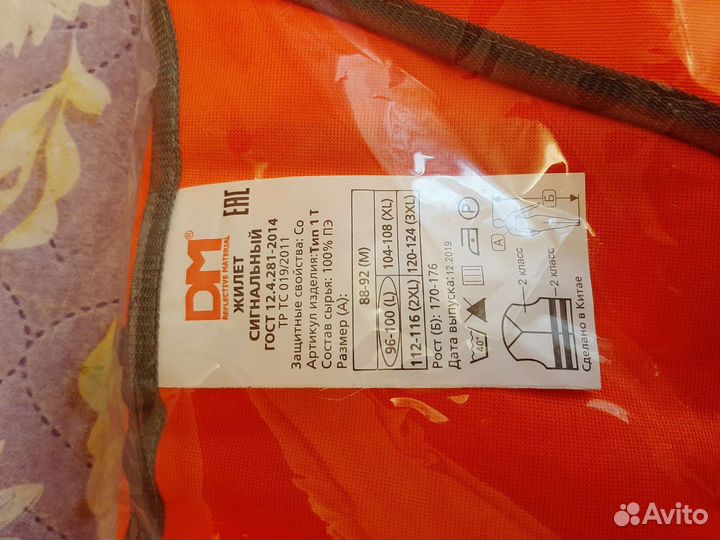 DM®
REFLECTIVE MATERIAL
ЕАС
ЖИЛЕТ
СИГНАЛЬНЫЙ
ГОСТ 12.4.281-2014
ТР ТС 019/2011
Защитные свойства: Со
Артикул изделия: Тип 1 Т
Состав сырья: 100% ПЭ
Размер (А):
88-92 (M)
96-100 (L) 104-108 (XL)
112-116 (2XL) 120-124 (3XL)
Рост (Б): 170-176
Дата выпуска: 12.2019
40°
P
А
Б
2 класс
2 класс
Сделано в Китае
Avito